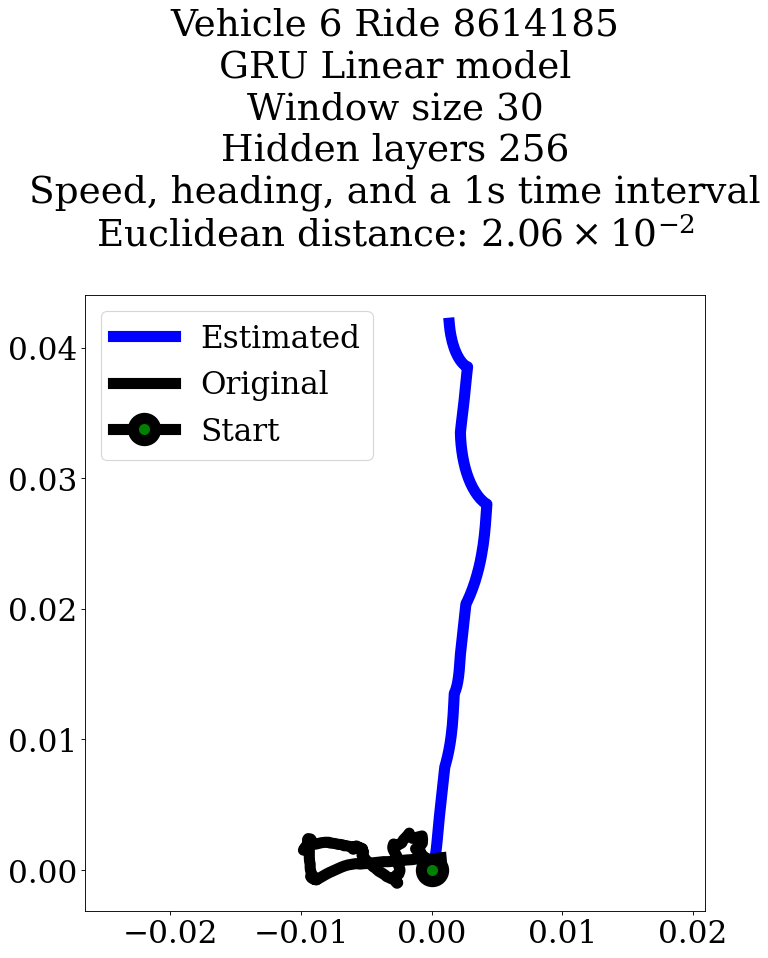 Vehicle 6 Ride 8614185
GRU Linear model
Window size 30
Hidden layers 256
Speed, heading, and a 1s time interval
Euclidean distance: 2.06 × 10⁻²
Estimated
Original
Start
0.04
0.03
0.02
0.01
0.00
−0.02
−0.01
0.00
0.01
0.02